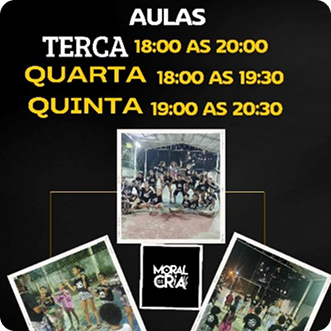 AULAS
TERCA 18:00 AS 20:00
QUARTA 18:00 AS 19:30
QUINTA 19:00 AS 20:30
MORAL
CRIA